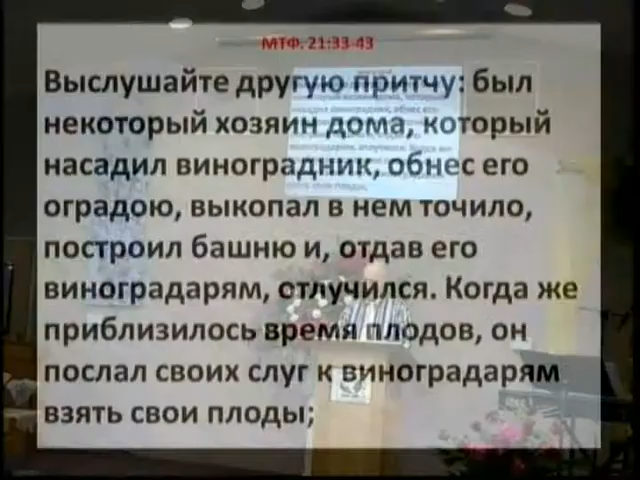 МТФ. 21:33-43
Выслушайте другую притчу: был
некоторый хозяин дома, который
насадил виноградник, обнес его
оградою, выкопал в нем точило,
построил башню и, отдав его
виноградарям, отлучился. Когда же
приблизилось время плодов, он
послал своих слуг к виноградарям
взять свои плоды;